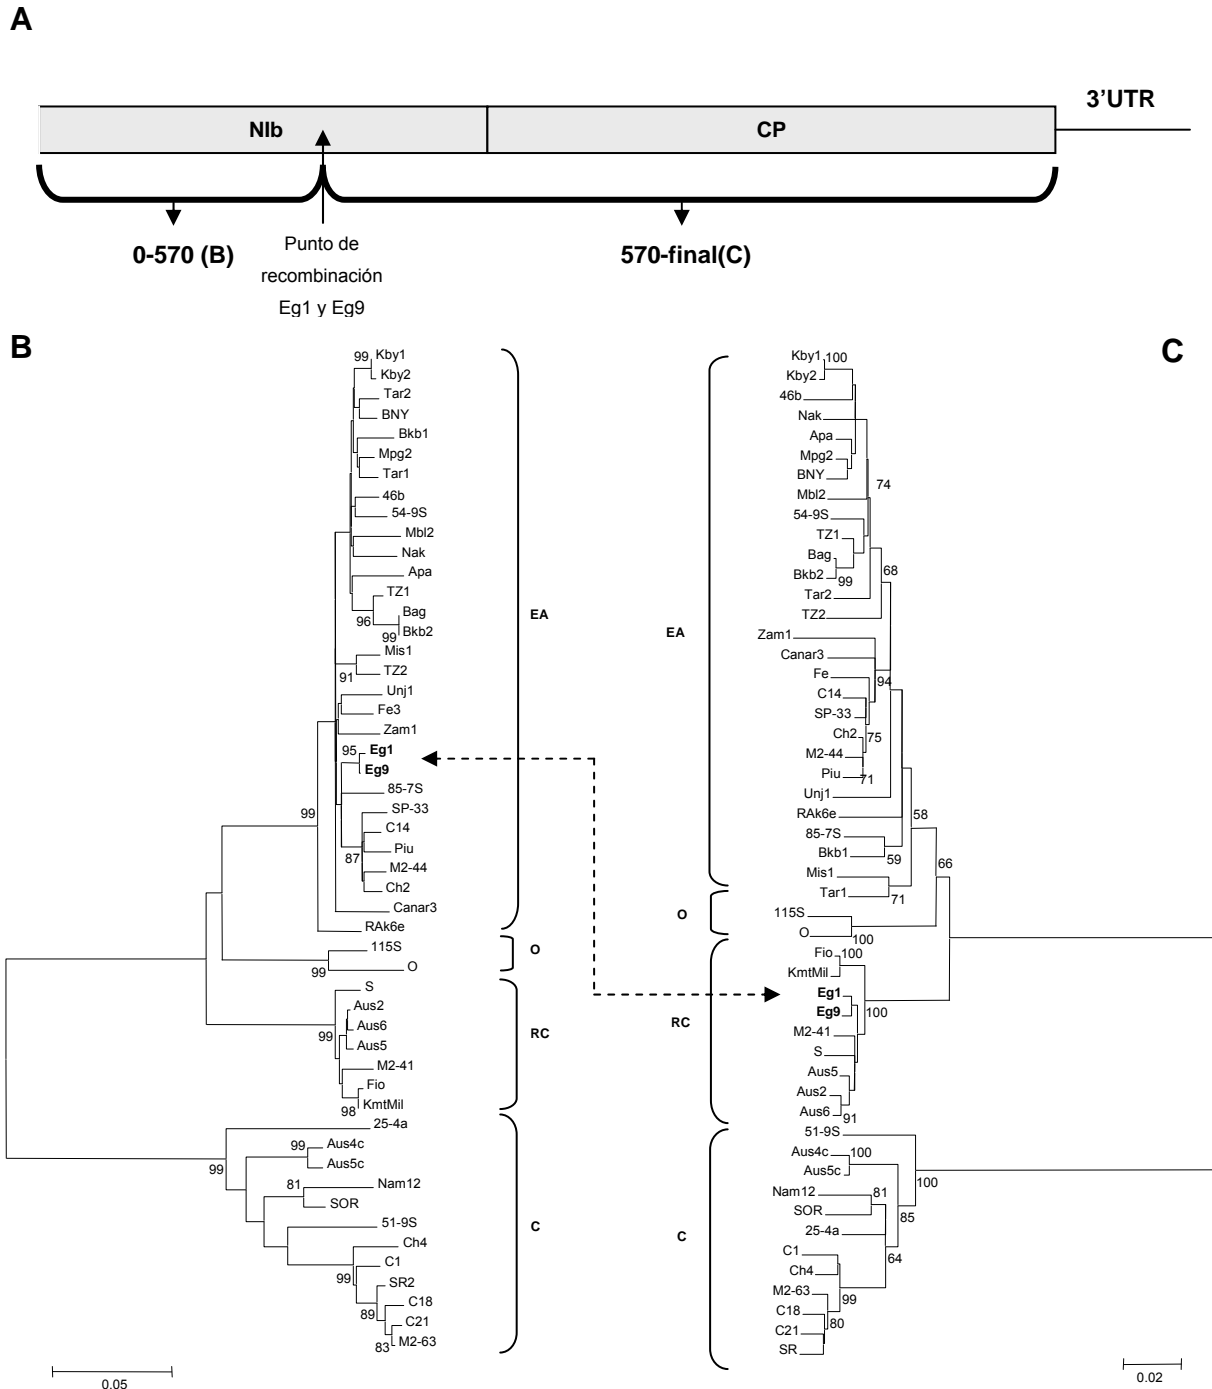 A
NIb
CP
3’UTR
0-570 (B)
Punto de
recombinación
Eg1 y Eg9
570-final(C)
B
99
Kby1
Kby2
Tar2
BNY
Bkb1
Mpg2
Tar1
46b
54-9S
Mbl2
Nak
Apa
TZ1
96
Bag
99
Bkb2
Mis1
91
TZ2
Unj1
Fe3
Zam1
95
Eg1
Eg9
85-7S
99
SP-33
C14
Piu
87
M2-44
Ch2
Canar3
RAk6e
115S
99
O
S
Aus2
Aus6
99
Aus5
M2-41
Fio
98
KmtMil
25-4a
99
Aus4c
99
Aus5c
81
Nam12
SOR
51-9S
Ch4
C1
99
SR2
89
C18
C21
83
M2-63
0.05
EA
O
RC
C
C
Kby1
100
Kby2
46b
Nak
Apa
Mpg2
BNY
74
Mbl2
54-9S
TZ1
Bag
68
Bkb2
99
Tar2
TZ2
Zam1
Canar3
Fe
94
C14
SP-33
Ch2
75
M2-44
Piu
71
Unj1
RAk6e
58
85-7S
Bkb1
59
66
Mis1
Tar1
71
115S
O
100
Fio
100
KmtMil
Eg1
100
Eg9
M2-41
S
Aus5
Aus2
Aus6
91
51-9S
Aus4c
100
Aus5c
100
Nam12
81
SOR
85
25-4a
C1
64
Ch4
M2-63
99
C18
80
C21
SR
EA
O
RC
C
0.02